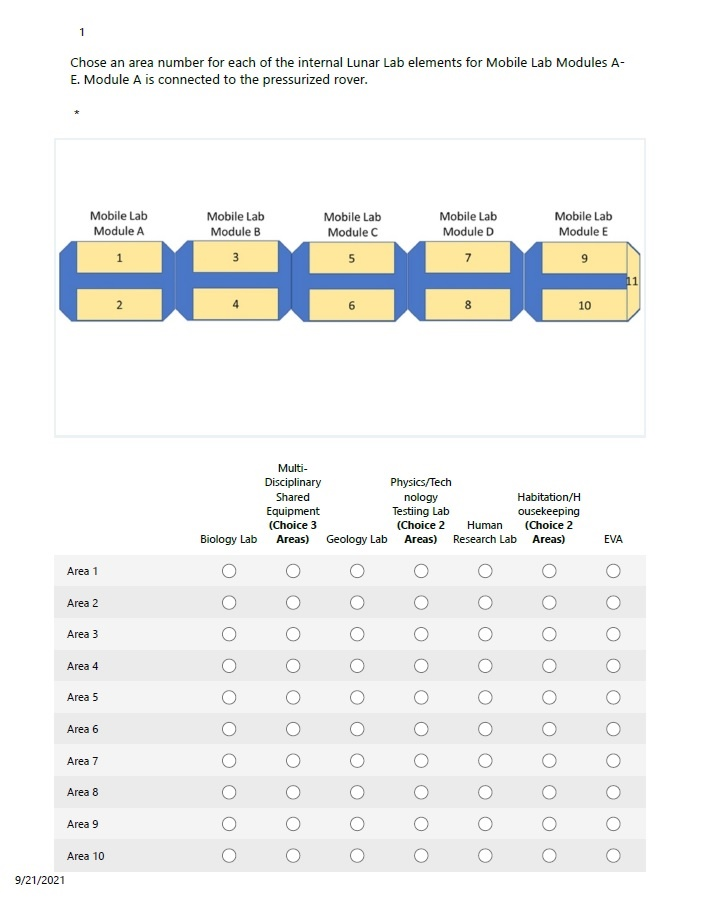 1
Chose an area number for each of the internal Lunar Lab elements for Mobile Lab Modules A-
E. Module A is connected to the pressurized rover.
*
Mobile Lab Module A
Mobile Lab Module B
Mobile Lab Module C
Mobile Lab Module D
Mobile Lab Module E
1 3 5 7 9
11
2 4 6 8 10
Biology Lab
Multi-
Disciplinary
Shared
Equipment
(Choice 3
Areas)
Geology Lab
Physics/Tech
nology
Testiing Lab
(Choice 2
Areas)
Human
Research Lab
Habitation/H
ousekeeping
(Choice 2
Areas)
EVA
Area 1
Area 2
Area 3
Area 4
Area 5
Area 6
Area 7
Area 8
Area 9
Area 10
9/21/2021